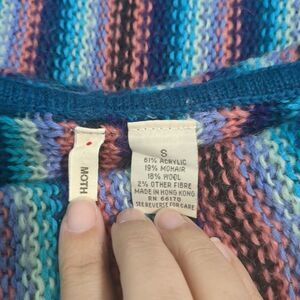 MOTH
S
61% ACRYLIC
19% MOHAIR
18% WOOL
2% OTHER FIBRE
MADE IN HONG KONG
RN 66170
SEE REVERSE FOR CARE